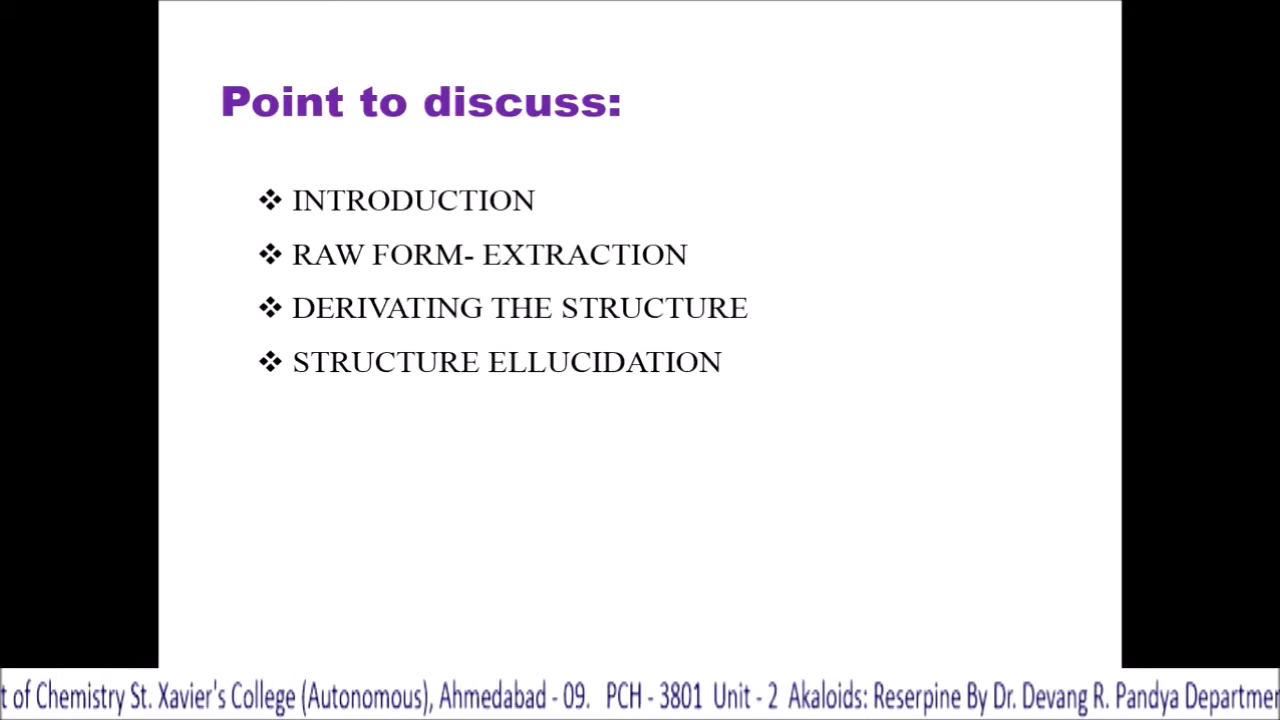 Point to discuss:
❖ INTRODUCTION
❖ RAW FORM- EXTRACTION
❖ DERIVATING THE STRUCTURE
❖ STRUCTURE ELLUCIDATION
t of Chemistry St. Xavier's College (Autonomous), Ahmedabad - 09. PCH - 3801 Unit - 2 Akaloids: Reserpine By Dr. Devang R. Pandya Departme